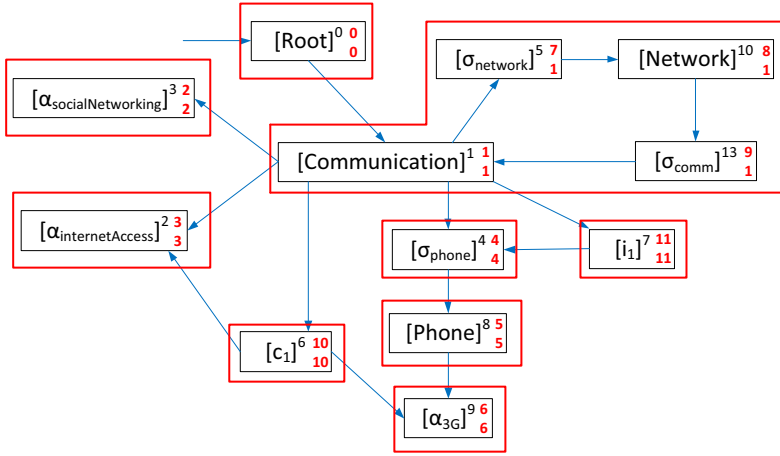 [Root]⁰ 0
0
[σnetwork]⁵ 7
1
[Network]¹⁰ 8
1
[αsocialNetworking]³ 2
2
[Communication]¹ 1
1
[σcomm]¹³ 9
1
[αinternetAccess]² 3
3
[σphone]⁴ 4
4
[i₁]⁷ 11
11
[Phone]⁸ 5
5
[c₁]⁶ 10
10
[α3G]⁹ 6
6